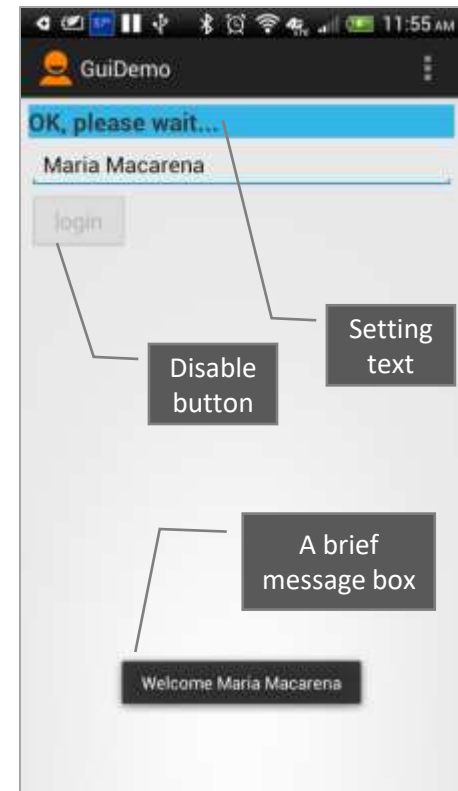 11:55 AM
GuiDemo
OK, please wait...
Maria Macarena
login
Setting
text
Disable
button
A brief
message box
Welcome Maria Macarena